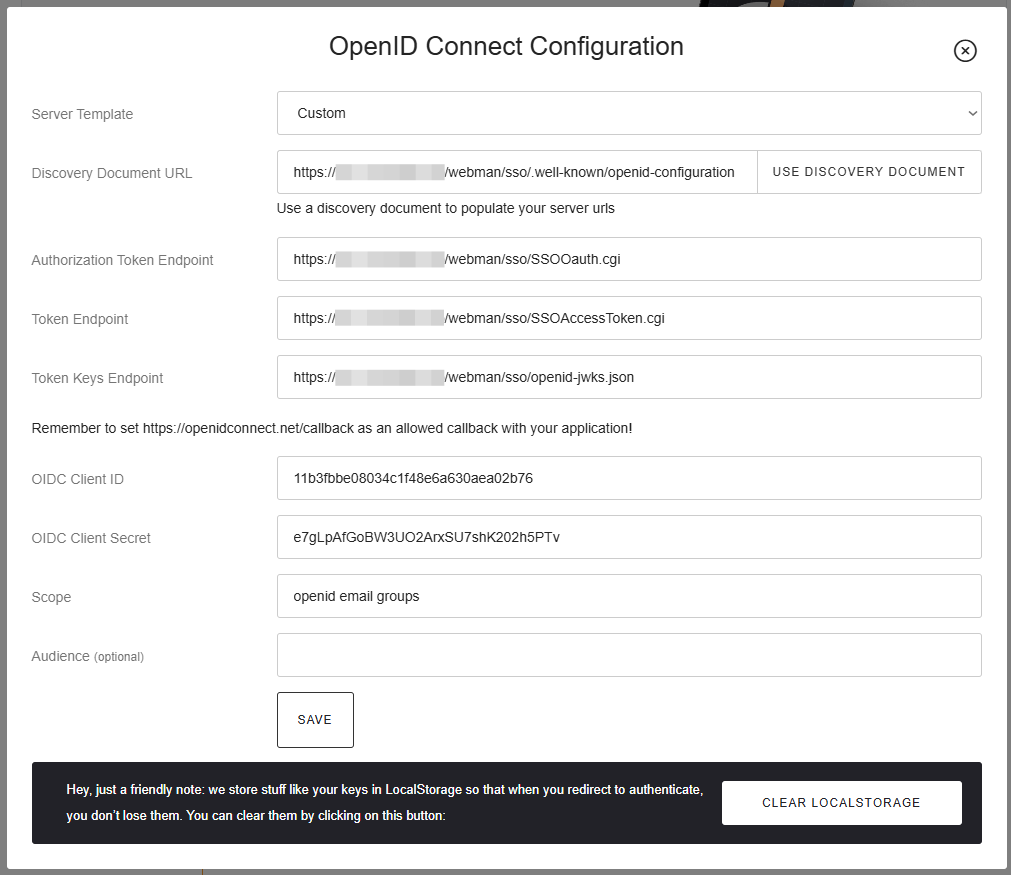 OpenID Connect Configuration
Server Template
Custom
Discovery Document URL
https:// /webman/sso/.well-known/openid-configuration
USE DISCOVERY DOCUMENT
Use a discovery document to populate your server urls
Authorization Token Endpoint
https:// /webman/sso/SSOOauth.cgi
Token Endpoint
https:// /webman/sso/SSOAccessToken.cgi
Token Keys Endpoint
https:// /webman/sso/openid-jwks.json
Remember to set https://openidconnect.net/callback as an allowed callback with your application!
OIDC Client ID
11b3fbbe08034c1f48e6a630aea02b76
OIDC Client Secret
e7gLpAfGoBW3UO2ArxSU7shK202h5PTv
Scope
openid email groups
Audience (optional)
SAVE
Hey, just a friendly note: we store stuff like your keys in LocalStorage so that when you redirect to authenticate,
you don’t lose them. You can clear them by clicking on this button:
CLEAR LOCALSTORAGE